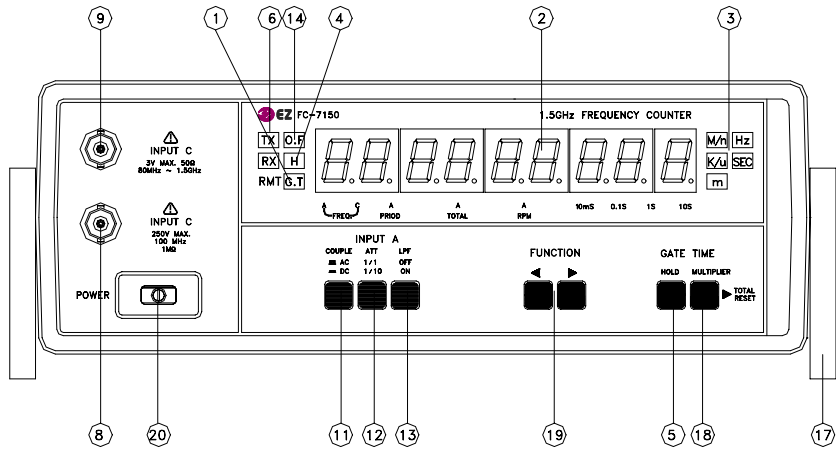 9 1 6 14 4 2 3
EZ FC-7150 1.5GHz FREQUENCY COUNTER
INPUT C
3V MAX. 50Ω
80MHz ~ 1.5GHz
TX O.F M/n Hz
RX H K/u SEC
RMT G.T m
A C A A A 10mS 0.1S 1S 10S
FREQ. PRIOD TOTAL RPM
INPUT C
250V MAX.
100 MHz
1MΩ
INPUT A
COUPLE ATT LPF
AC 1/1 OFF
DC 1/10 ON
FUNCTION
◀ ▶
GATE TIME
HOLD MULTIPLIER
▶ TOTAL
RESET
POWER
8 20 11 12 13 19 5 18 17